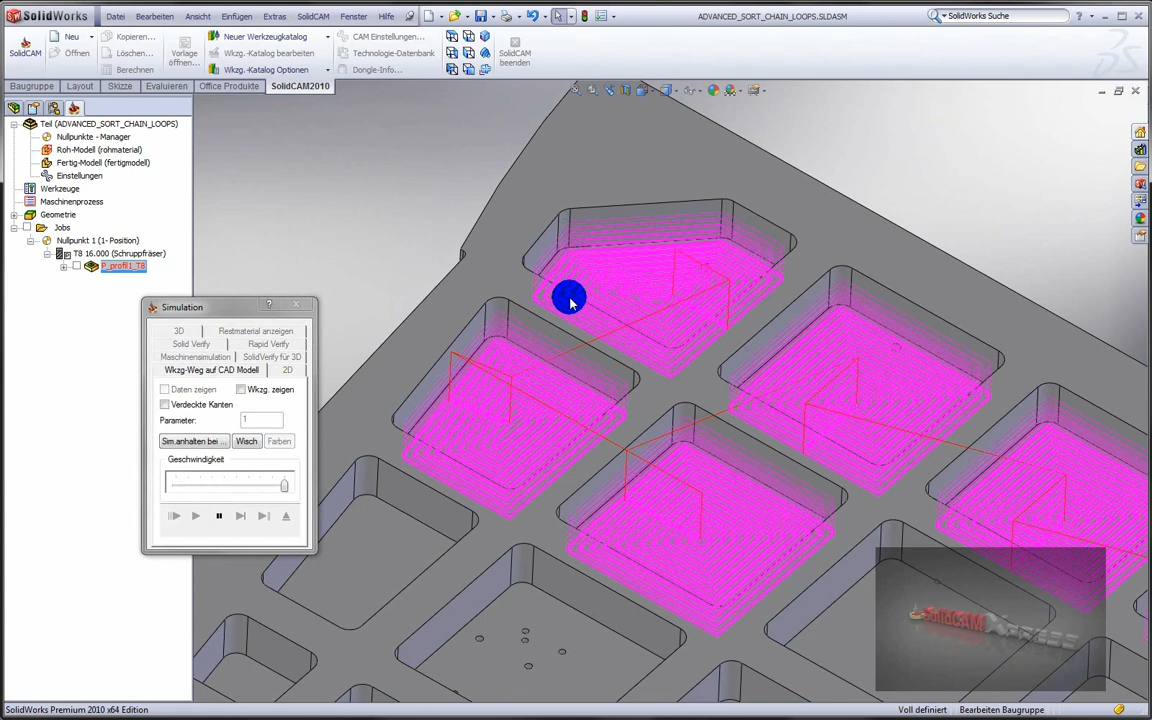 SolidWorks
Datei
Bearbeiten
Ansicht
Einfügen
Extras
SolidCAM
Fenster
Hilfe
ADVANCED_SORT_CHAIN_LOOPS.SLDASM
SolidWorks Suche
SolidCAM
Neu
Öffnen
Kopieren...
Löschen...
Berechnen
Vorlage
öffnen...
Neuer Werkzeugkatalog
Wkzg.-Katalog bearbeiten
Wkzg.-Katalog Optionen
CAM Einstellungen...
Technologie-Datenbank
Dongle-Info...
SolidCAM
beenden
Baugruppe
Layout
Skizze
Evaluieren
Office Produkte
SolidCAM2010
Teil (ADVANCED_SORT_CHAIN_LOOPS)
Nullpunkte - Manager
Roh-Modell (rohmaterial)
Fertig-Modell (fertigmodell)
Einstellungen
Werkzeuge
Maschinenprozess
Geometrie
Jobs
Nullpunkt 1 (1- Position)
T8 16.000 (Schruppfräser)
P_profil1_T8
Simulation
3D
Restmaterial anzeigen
Solid Verify
Rapid Verify
Maschinensimulation
SolidVerify für 3D
Wkzg-Weg auf CAD Modell
2D
Daten zeigen
Wkzg. zeigen
Verdeckte Kanten
Parameter:
1
Sim.anhalten bei ...
Wisch
Farben
Geschwindigkeit
SolidCAM XPRESS
SolidWorks Premium 2010 x64 Edition
Voll definiert
Bearbeiten Baugruppe